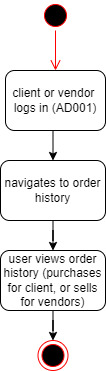 client or vendor
logs in (AD001)
navigates to order
history
user views order
history (purchases
for client, or sells
for vendors)